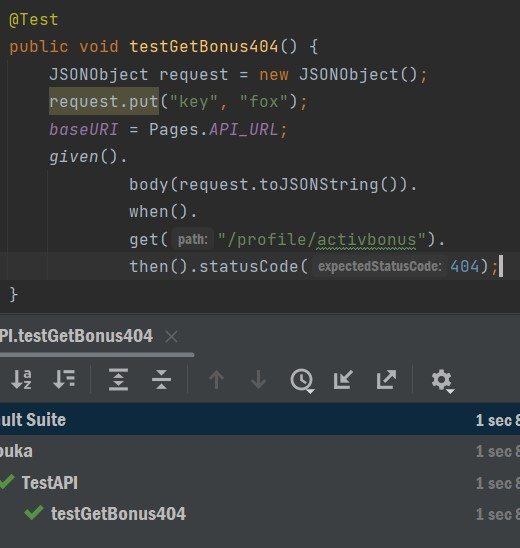 @Test
public void testGetBonus404() {
JSONObject request = new JSONObject();
request.put("key", "fox");
baseURI = Pages.API_URL;
given().
body(request.toJSONString()).
when().
get( path: "/profile/activbonus").
then().statusCode( expectedStatusCode: 404);
}
PI.testGetBonus404 ×
ult Suite 1 sec 8
ouka 1 sec 8
TestAPI 1 sec 8
testGetBonus404 1 sec 8